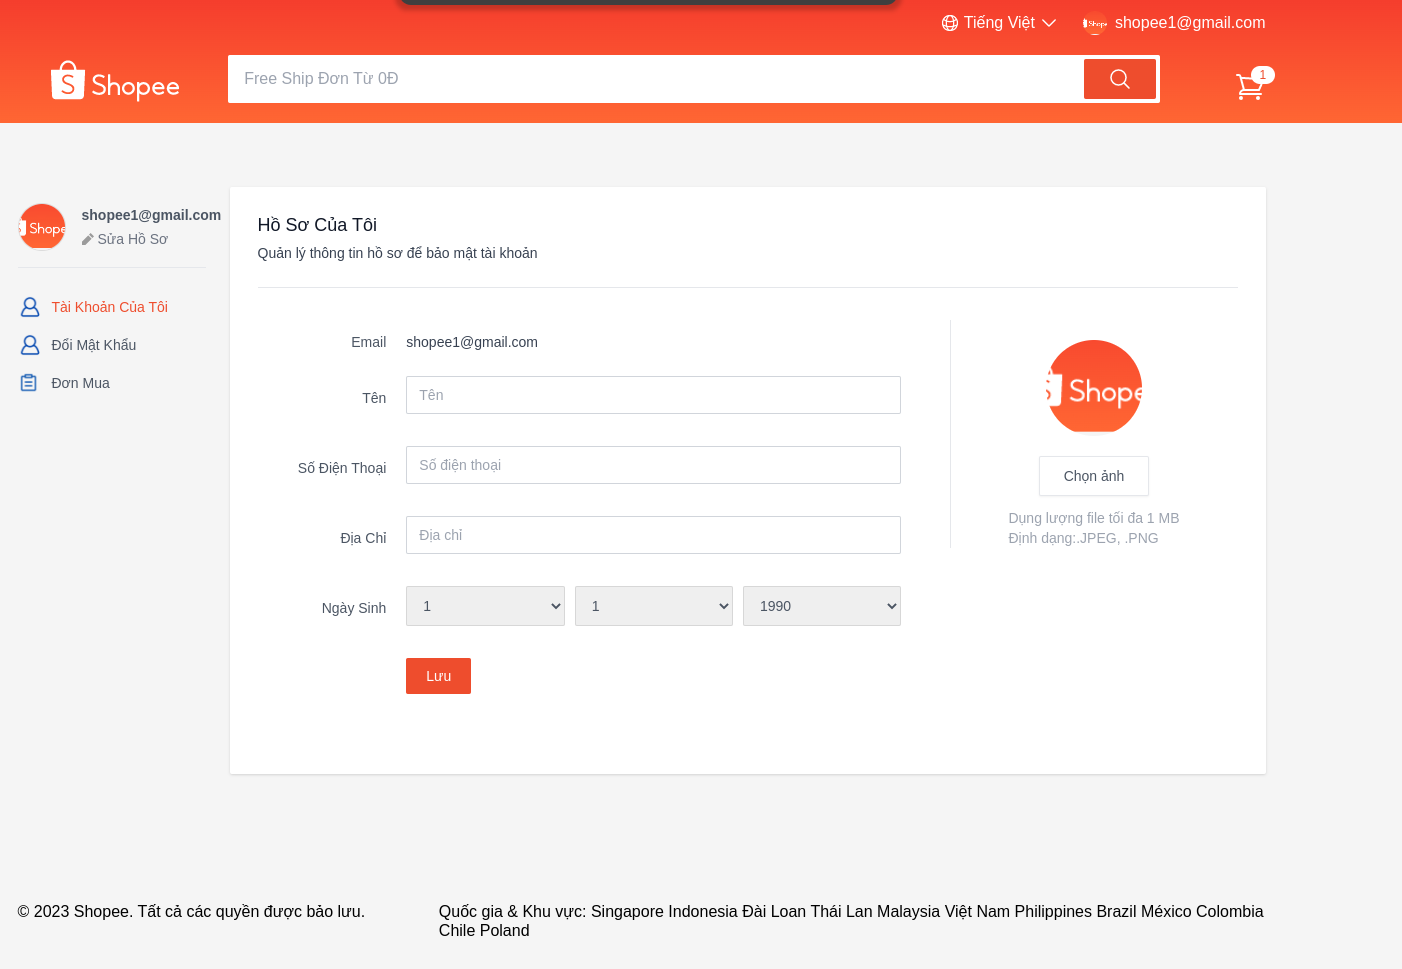 Tiếng Việt
Shope
shopee1@gmail.com
S Shopee
Free Ship Đơn Từ 0Đ
1
Shope
shopee1@gmail.com
Sửa Hồ Sơ
Tài Khoản Của Tôi
Đổi Mật Khẩu
Đơn Mua
Hồ Sơ Của Tôi
Quản lý thông tin hồ sơ để bảo mật tài khoản
Email
shopee1@gmail.com
Tên
Tên
Số Điện Thoại
Số điện thoại
Địa Chỉ
Địa chỉ
Ngày Sinh
1
1
1990
Lưu
Shope
Chọn ảnh
Dụng lượng file tối đa 1 MB
Định dạng:.JPEG, .PNG
© 2023 Shopee. Tất cả các quyền được bảo lưu.
Quốc gia & Khu vực: Singapore Indonesia Đài Loan Thái Lan Malaysia Việt Nam Philippines Brazil México Colombia
Chile Poland